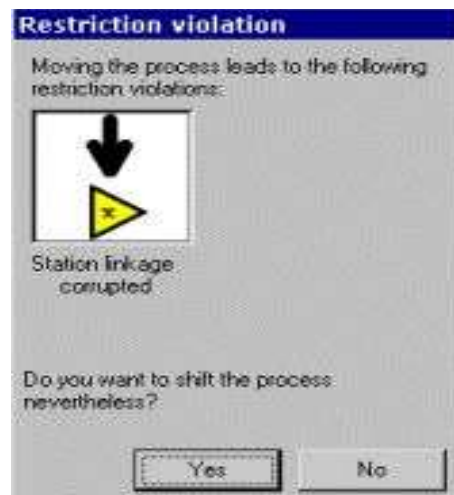 Restriction violation
Moving the process leads to the following
restriction violations:
x
Station linkage
corrupted
Do you want to shift the process
nevertheless?
Yes
No